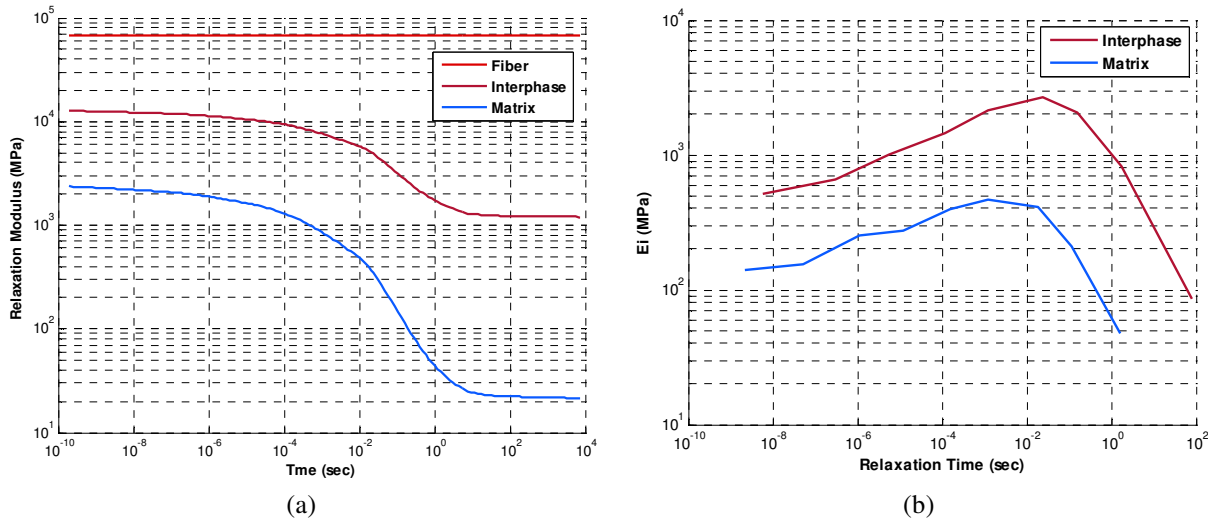 10^5
10^4
10^3
10^2
10^1
Relaxation Modulus (MPa)
Fiber
Interphase
Matrix
10^-10 10^-8 10^-6 10^-4 10^-2 10^0 10^2 10^4
Tme (sec)
(a)
10^4
10^3
10^2
10^1
Ei (MPa)
Interphase
Matrix
10^-10 10^-8 10^-6 10^-4 10^-2 10^0 10^2
Relaxation Time (sec)
(b)